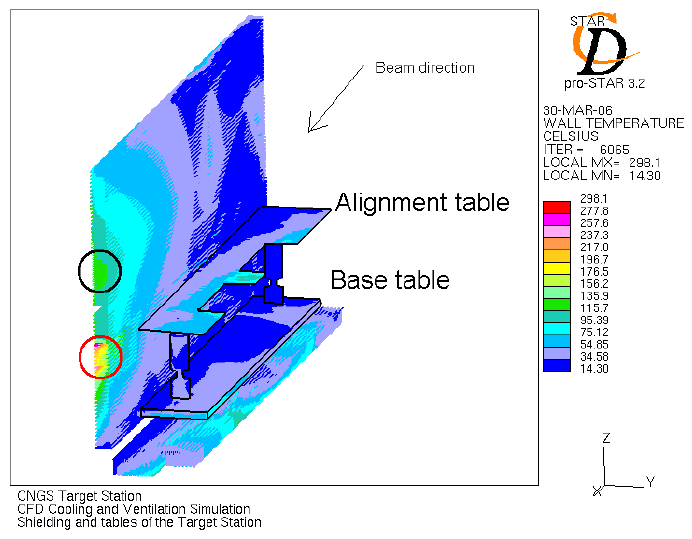 STAR
CD
pro-STAR 3.2
Beam direction
30-MAR-06
WALL TEMPERATURE
CELSIUS
ITER = 6065
LOCAL MX= 298.1
LOCAL MN= 14.30
Alignment table
Base table
298.1
277.8
257.6
237.3
217.0
196.7
176.5
156.2
135.9
115.7
95.39
75.12
54.85
34.58
14.30
Z
Y
X
CNGS Target Station
CFD Cooling and Ventilation Simulation
Shielding and tables of the Target Station